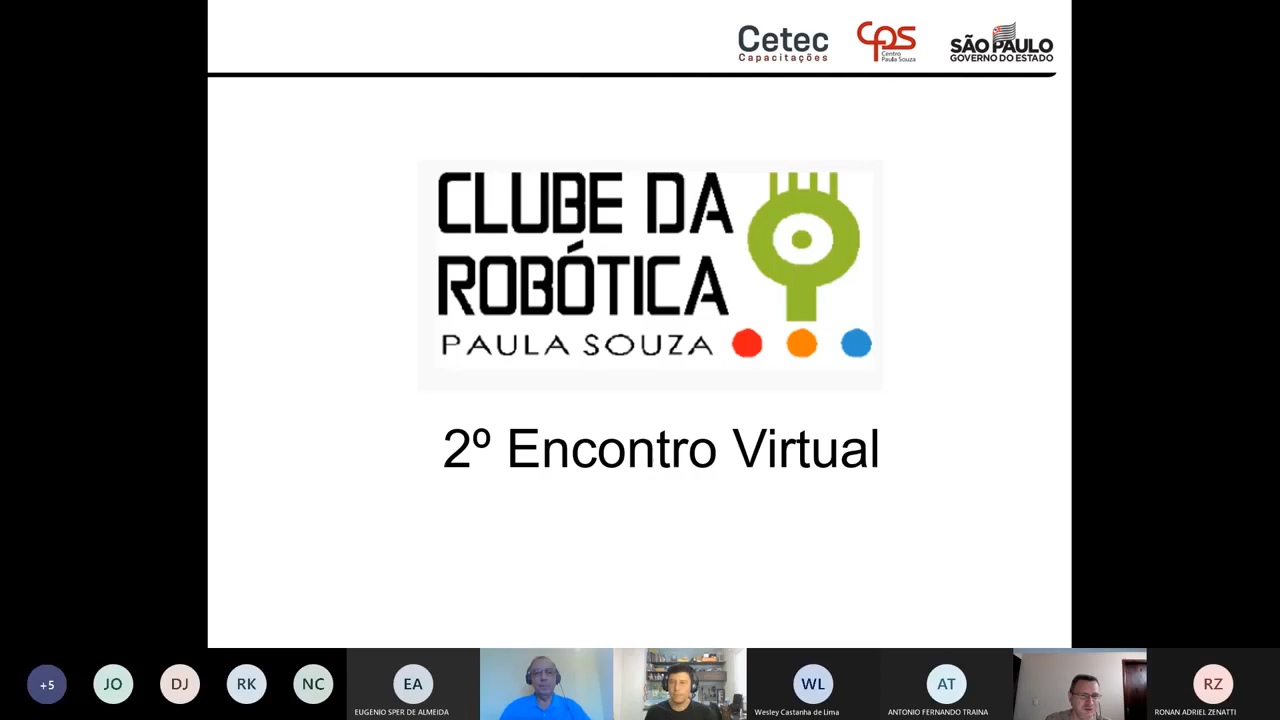 Cetec
Capacitações
CPS
Centro
Paula Souza
SÃO PAULO
GOVERNO DO ESTADO
CLUBE DA
ROBÓTICA
PAULA SOUZA
2º Encontro Virtual
+5
JO
DJ
RK
NC
EA
EUGENIO SPER DE ALMEIDA
WL
Wesley Castanha de Lima
AT
ANTONIO FERNANDO TRAINA
RZ
RONAN ADRIEL ZENATTI